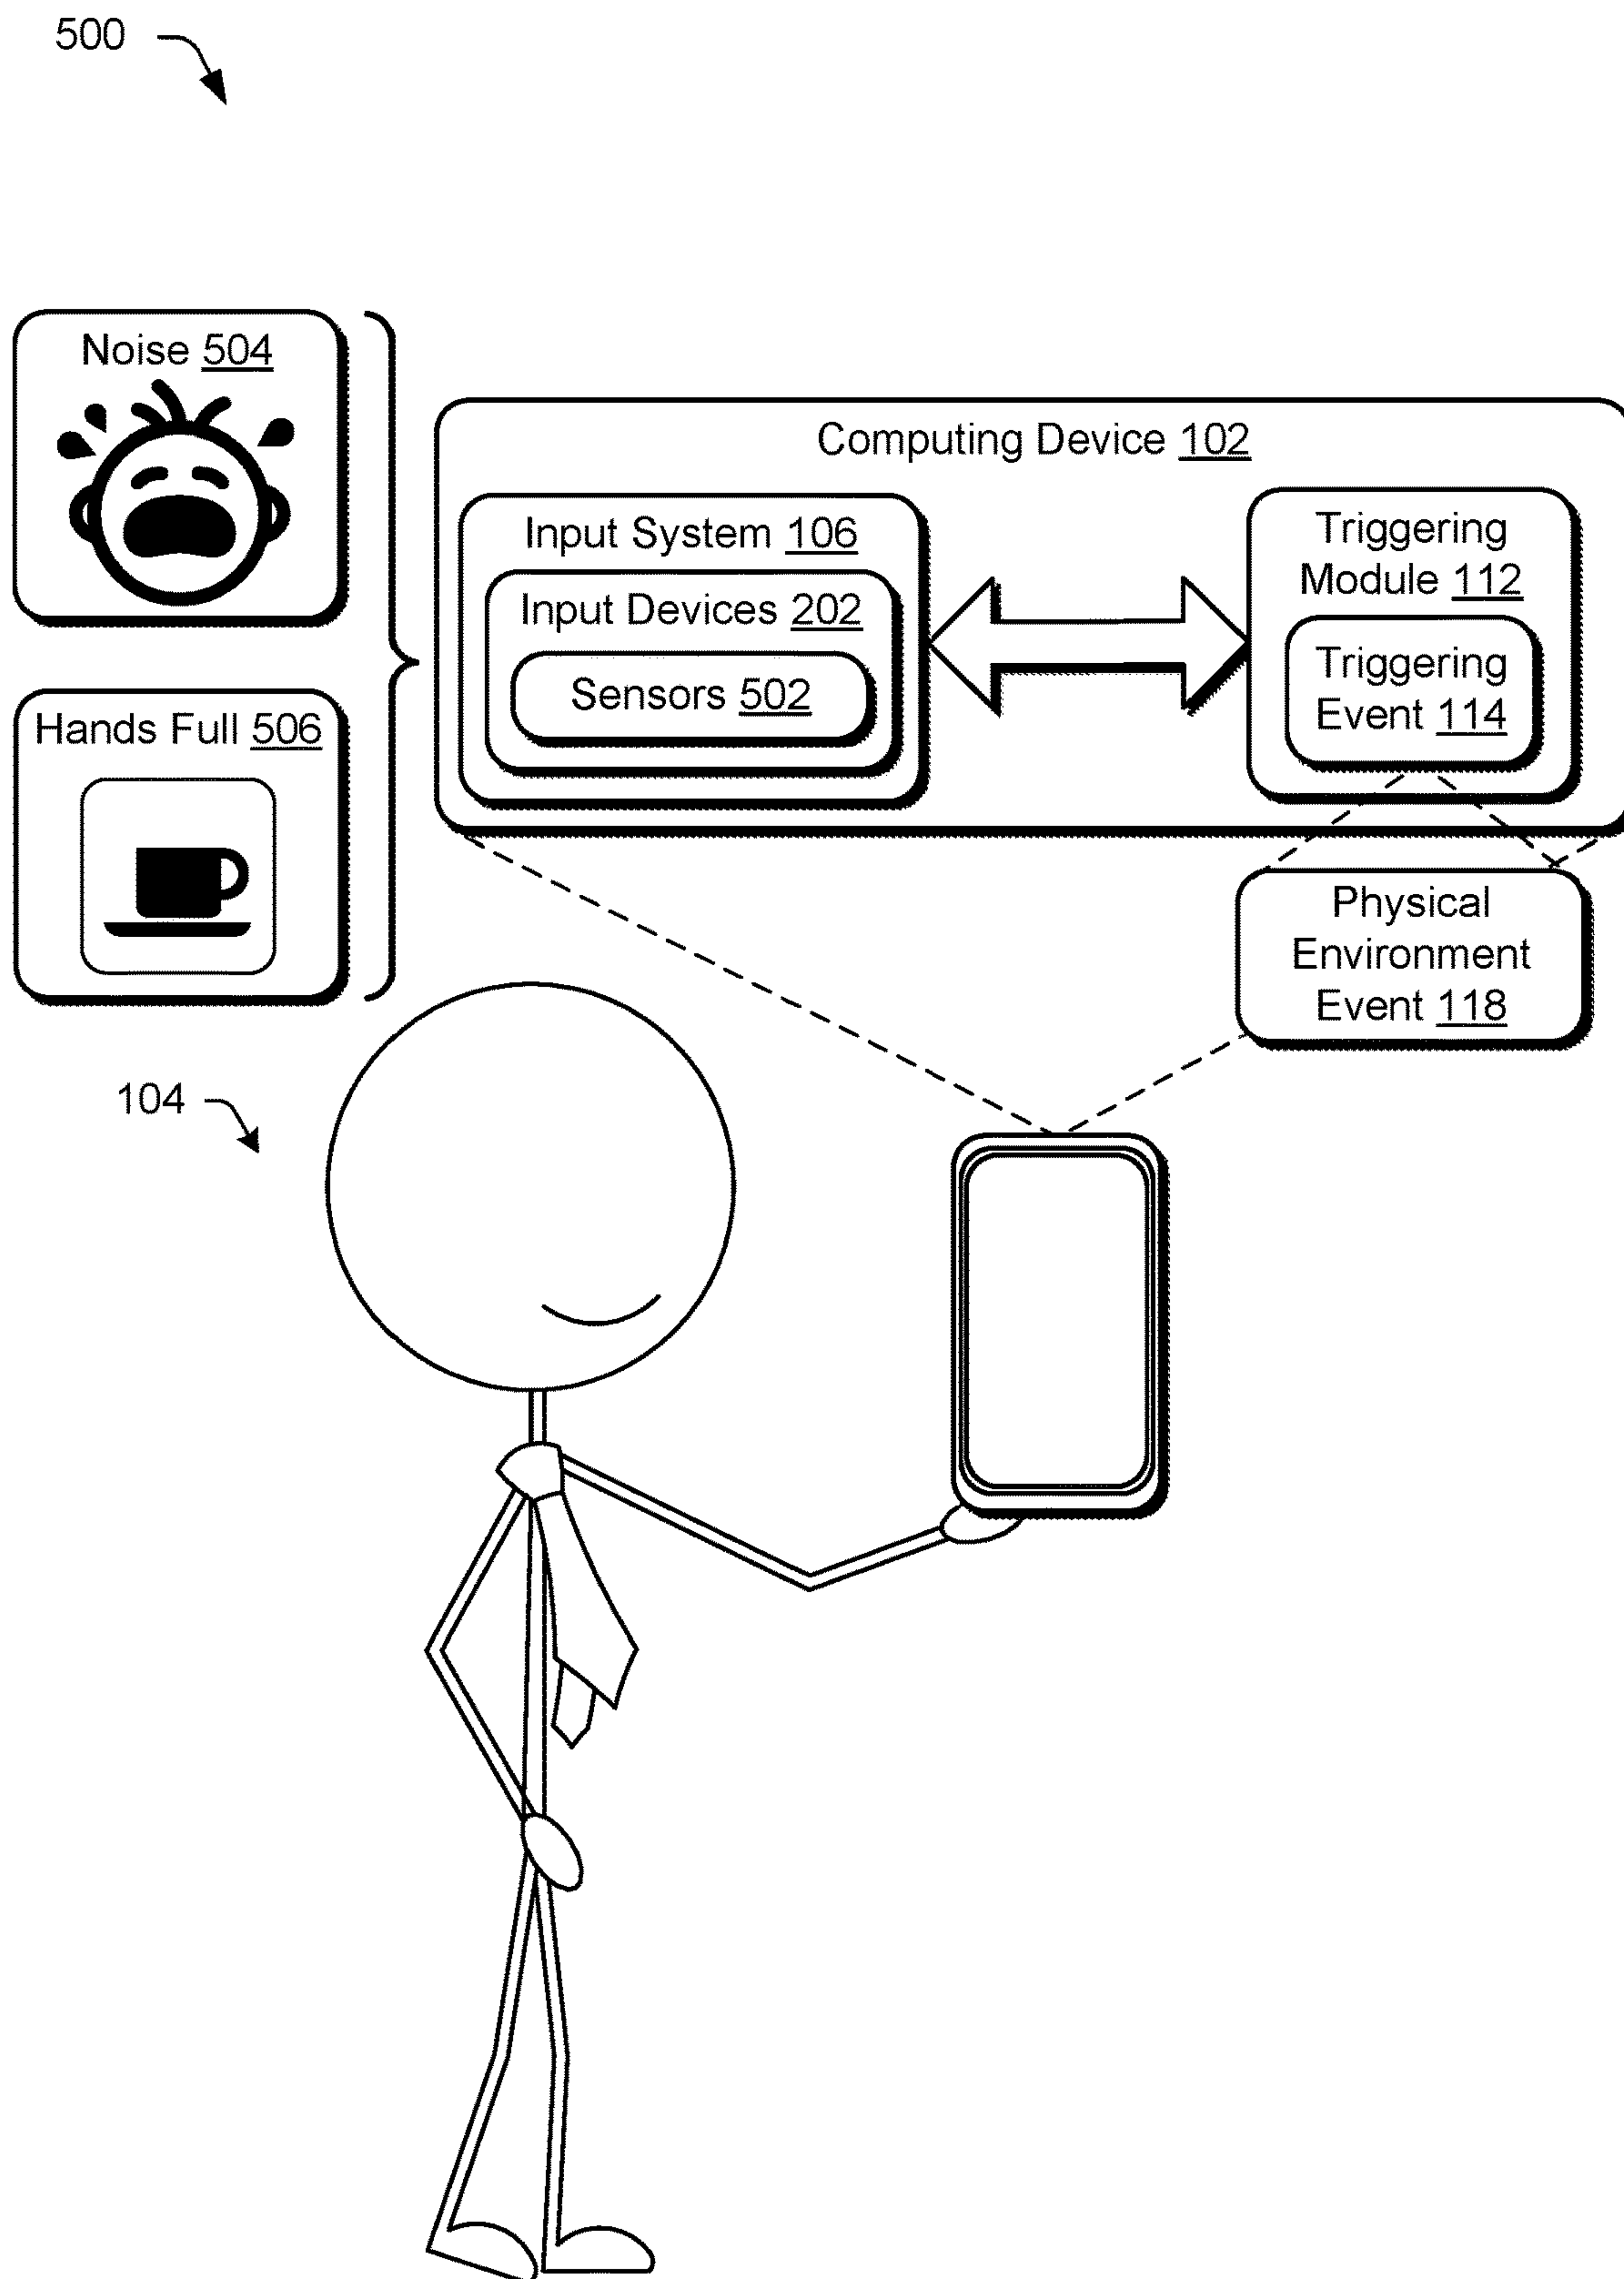 500
Noise 504
Computing Device 102
Input System 106
Input Devices 202
Sensors 502
Triggering
Module 112
Triggering
Event 114
Hands Full 506
Physical
Environment
Event 118
104